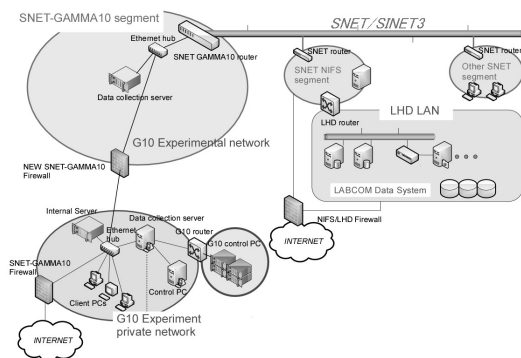 SNET-GAMMA10 segment
SNET/SINET3
Ethernet hub
SNET GAMMA10 router
SNET router
SNET router
SNET NIFS
segment
Other SNET
segment
Data collection server
LHD router
LHD LAN
G10 Experimental network
NEW SNET-GAMMA10
Firewall
LABCOM Data System
Internal Server
Data collection server
Ethernet
hub
G10 router
NIFS/LHD Firewall
INTERNET
G10 control PC
SNET-GAMMA10
Firewall
Client PCs
Control PC
G10 Experiment
private network
INTERNET